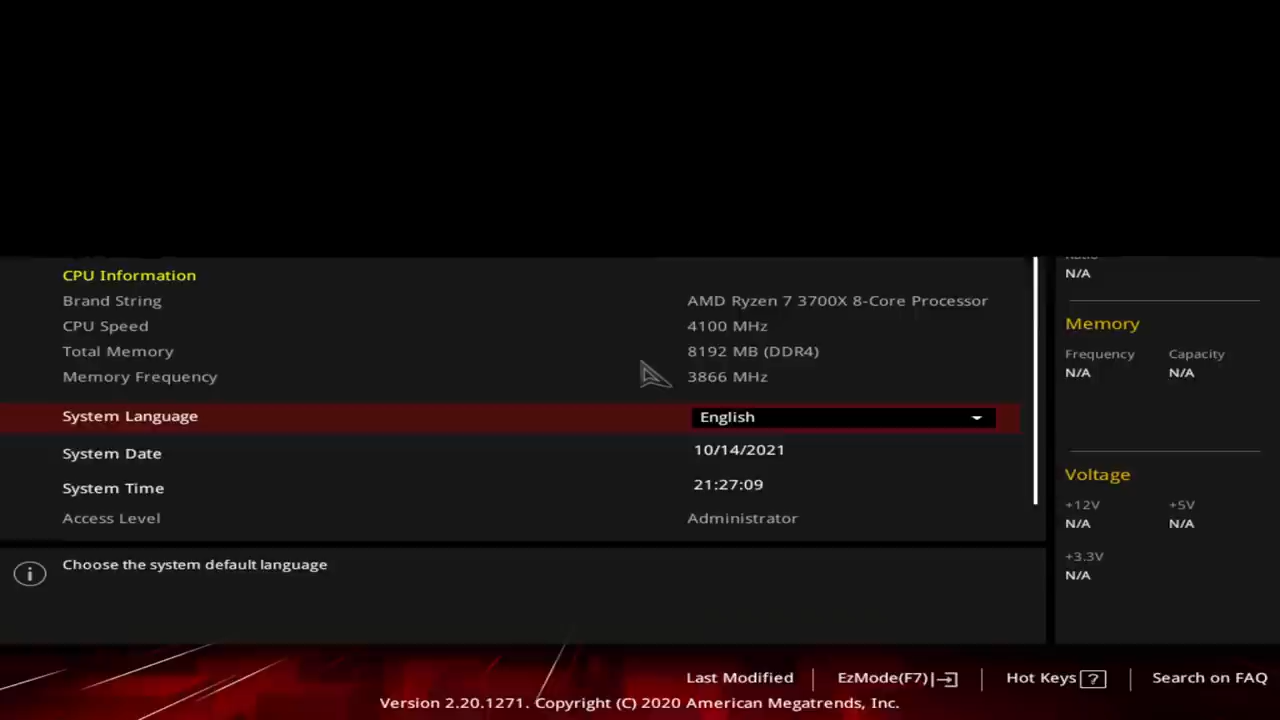 CPU Information
Brand String AMD Ryzen 7 3700X 8-Core Processor
CPU Speed 4100 MHz
Total Memory 8192 MB (DDR4)
Memory Frequency 3866 MHz
System Language English
System Date 10/14/2021
System Time 21:27:09
Access Level Administrator
Choose the system default language
N/A
Memory
Frequency Capacity
N/A N/A
Voltage
+12V +5V
N/A N/A
+3.3V
N/A
Last Modified EzMode(F7) Hot Keys ? Search on FAQ
Version 2.20.1271. Copyright (C) 2020 American Megatrends, Inc.